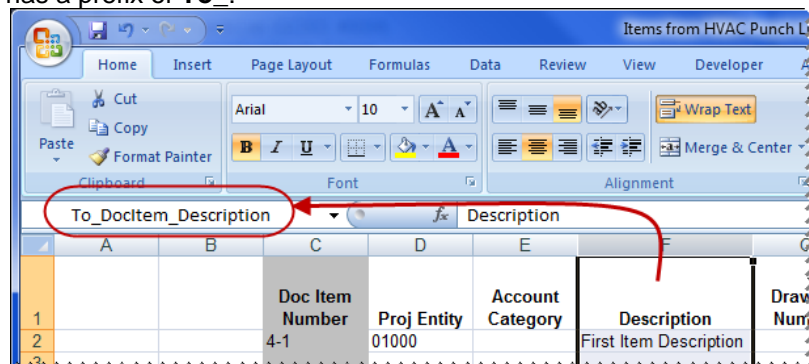 has a prefix of To_.
Items from HVAC Punch L
Home Insert Page Layout Formulas Data Review View Developer
Cut
Copy
Format Painter
Paste
Arial 10 A A
B I U A
Wrap Text
Merge & Center
Clipboard Font Alignment
To_DocItem_Description fx Description
A B C D E F G
1 Doc Item Number Proj Entity Account Category Description Draw Num
2 4-1 01000 First Item Description
3